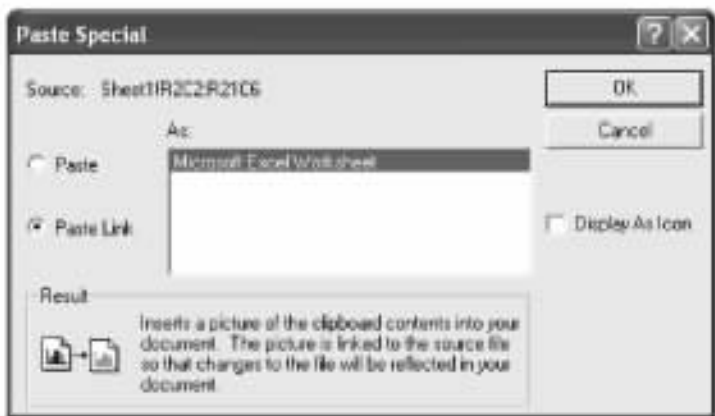 Paste Special
Source: Sheet1!R2C2:R21C6
OK
As:
Cancel
Paste
Microsoft Excel Worksheet
Paste Link
Display As Icon
Result
Inserts a picture of the clipboard contents into your
document. The picture is linked to the source file
so that changes to the file will be reflected in your
document.